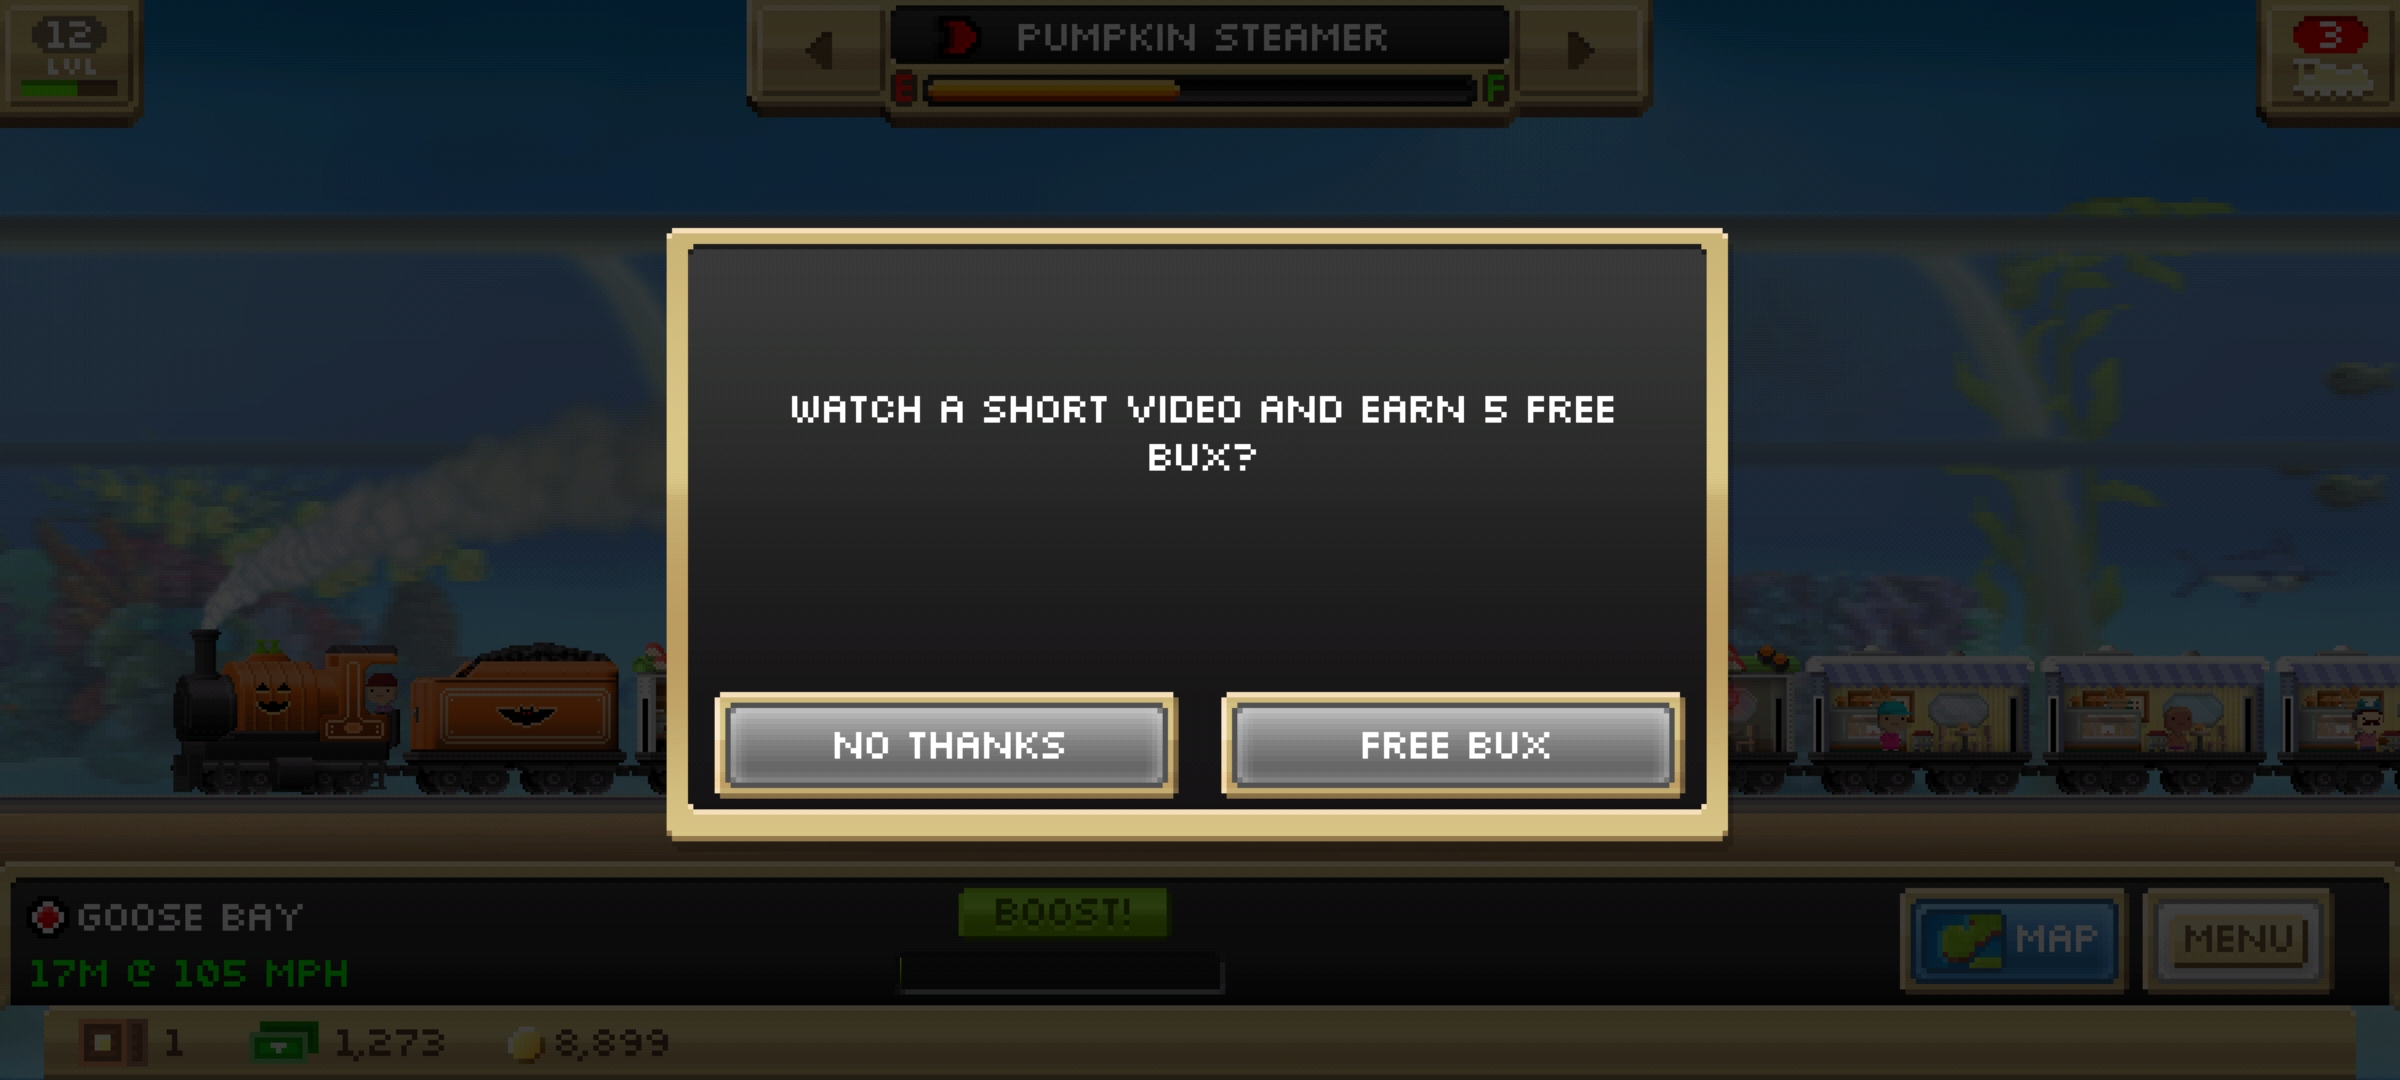 12
LVL
PUMPKIN STEAMER
E
F
3
WATCH A SHORT VIDEO AND EARN 5 FREE
BUX?
NO THANKS
FREE BUX
GOOSE BAY
17M @ 105 MPH
BOOST!
MAP
MENU
1
1,273
8,899